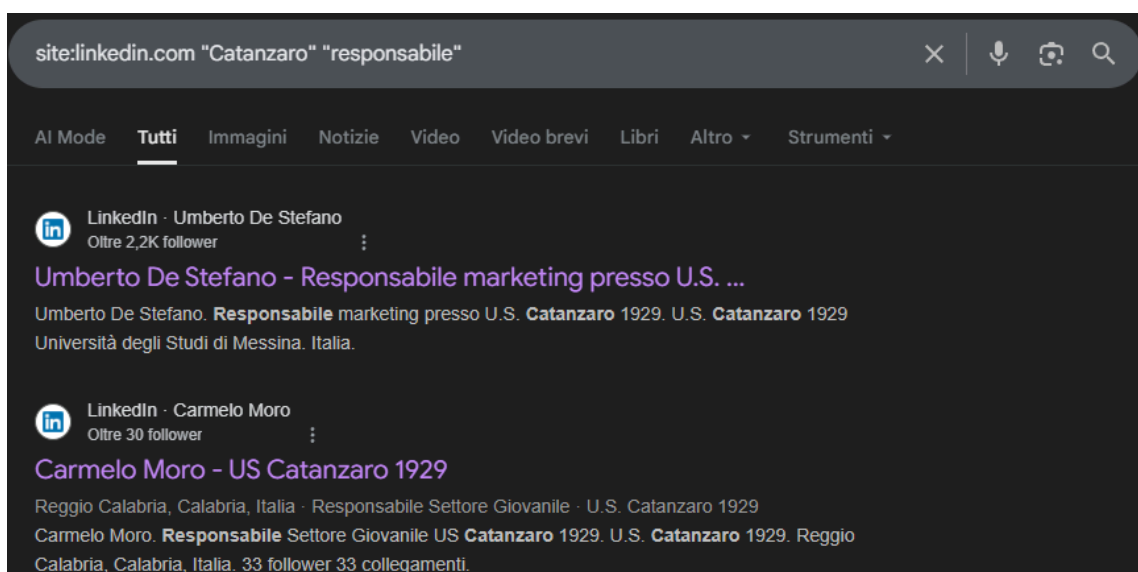 site:linkedin.com "Catanzaro" "responsabile"
AI Mode Tutti Immagini Notizie Video Video brevi Libri Altro Strumenti
in LinkedIn · Umberto De Stefano
Oltre 2,2K follower
Umberto De Stefano - Responsabile marketing presso U.S. ...
Umberto De Stefano. Responsabile marketing presso U.S. Catanzaro 1929. U.S. Catanzaro 1929
Università degli Studi di Messina. Italia.
in LinkedIn · Carmelo Moro
Oltre 30 follower
Carmelo Moro - US Catanzaro 1929
Reggio Calabria, Calabria, Italia · Responsabile Settore Giovanile · U.S. Catanzaro 1929
Carmelo Moro. Responsabile Settore Giovanile US Catanzaro 1929. U.S. Catanzaro 1929. Reggio
Calabria, Calabria, Italia. 33 follower 33 collegamenti.